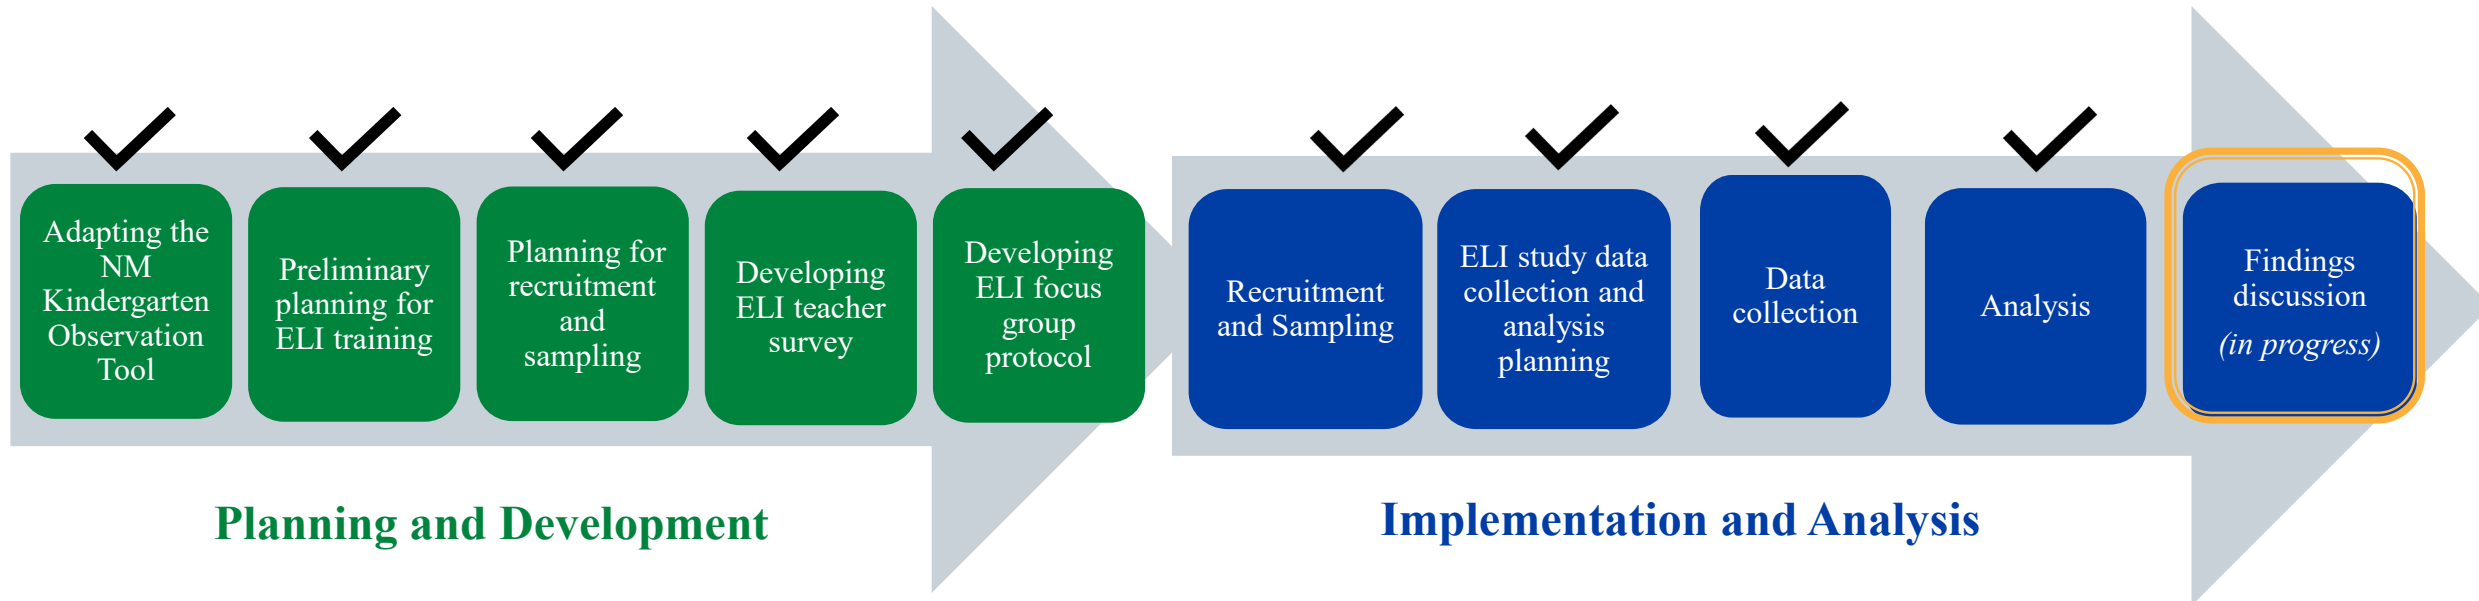 Adapting the
NM
Kindergarten
Observation
Tool
Preliminary
planning for
ELI training
Planning for
recruitment
and
sampling
Developing
ELI teacher
survey
Developing
ELI focus
group
protocol
Recruitment
and Sampling
ELI study data
collection and
analysis
planning
Data
collection
Analysis
Findings
discussion
(in progress)
Planning and Development
Implementation and Analysis